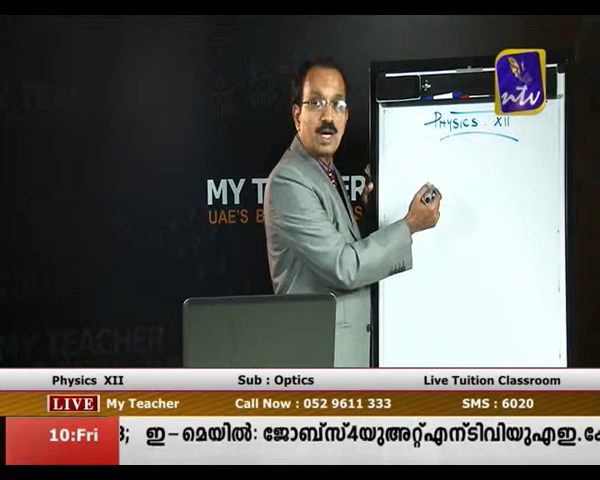 ntv
PHYSICS - XII
MY TEACHER
UAE'S B
MY TEACHER
Physics XII
Sub : Optics
Live Tuition Classroom
LIVE
My Teacher
Call Now : 052 9611 333
SMS : 6020
10:Fri
3; ഇ-മെയിൽ: ജോബ്സ്4യുഅറ്റ്എന്ടിവിയുഎഇ.കേ